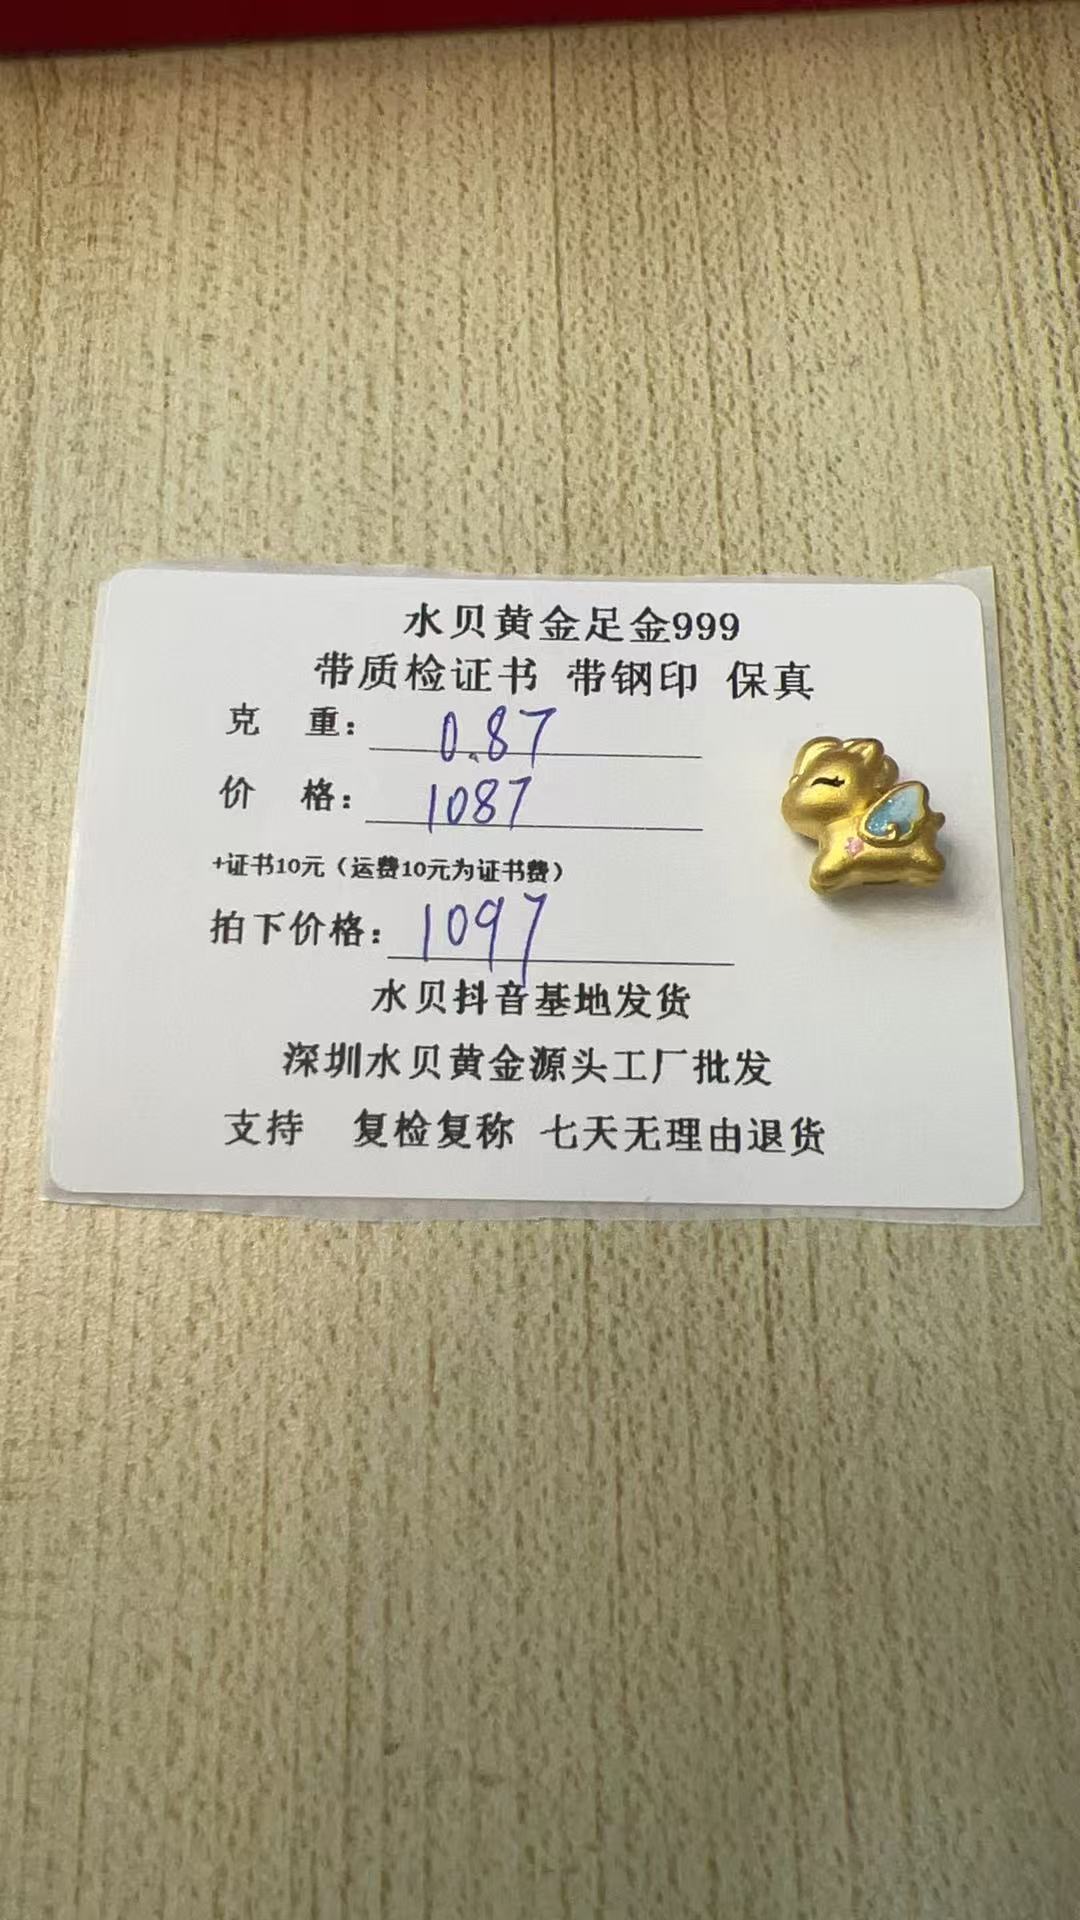 水贝黄金足金999
带质检证书 带钢印 保真
克 重： 0.87
价 格： 1087
+证书10元（运费10元为证书费）
拍下价格： 1097
水贝抖音基地发货
深圳水贝黄金源头工厂批发
支持 复检复称 七天无理由退货